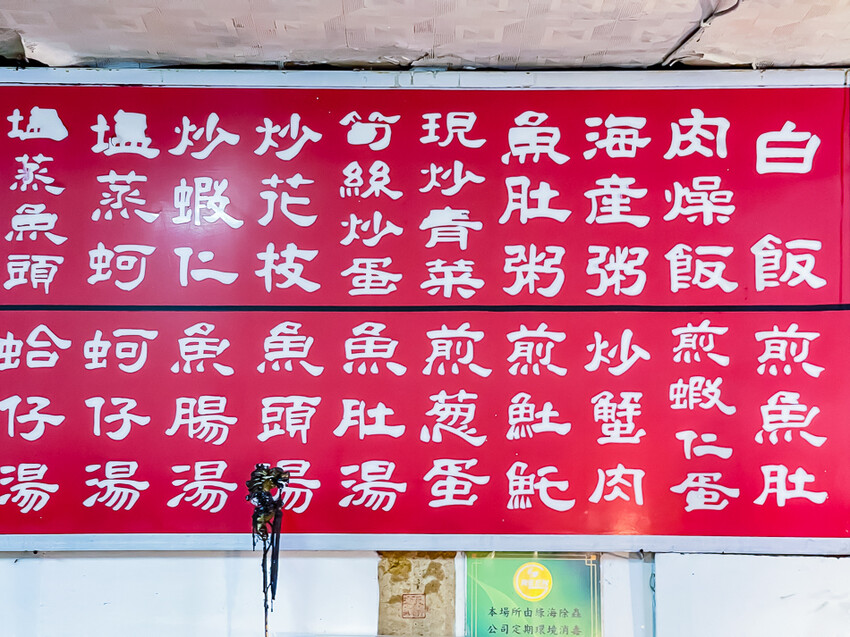 白飯
肉燥飯
海產粥
魚肚粥
現炒青菜
筍絲炒蛋
炒花枝
炒蝦仁
塩蒸蚵
塩蒸魚頭
煎魚肚
煎蝦仁蛋
炒蟹肉
煎魠
煎葱蛋
魚肚湯
魚頭湯
魚腸湯
蚵仔湯
蛤仔湯
本場所由綠海除蟲
公司定期環境消毒